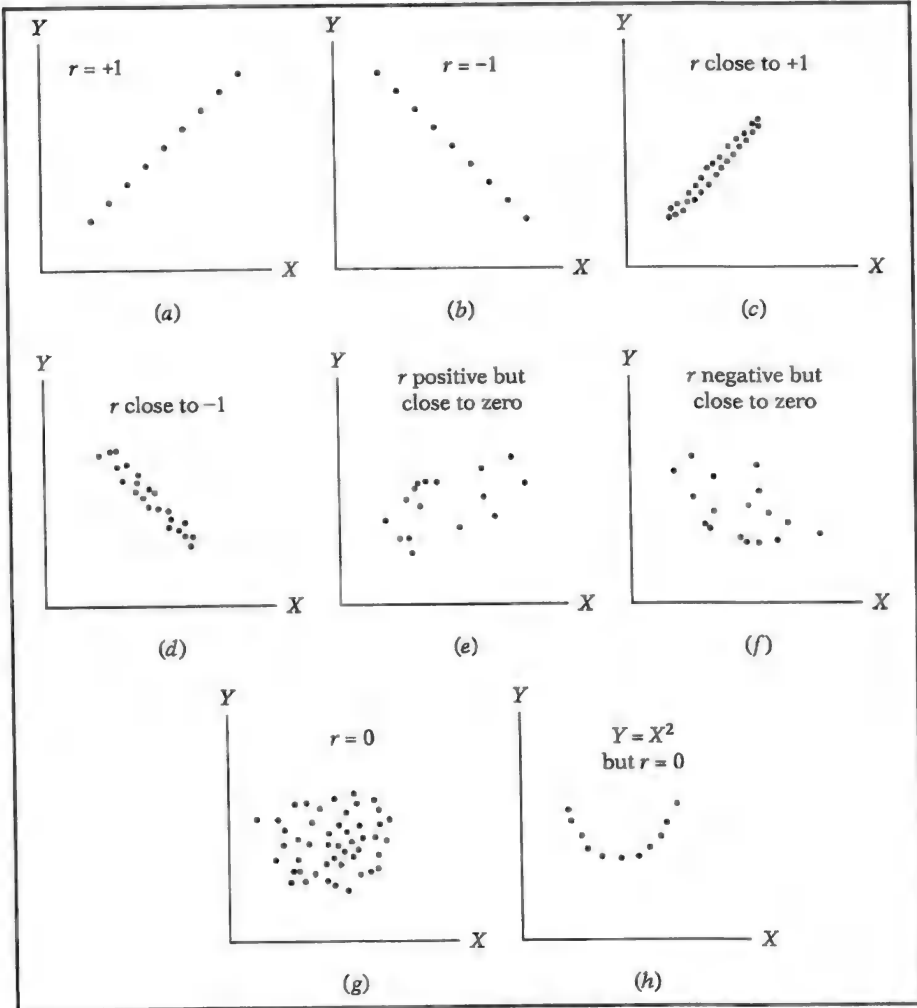 Y
r = +1
X
(a)
Y
r = −1
X
(b)
Y
r close to +1
X
(c)
Y
r close to −1
X
(d)
Y
r positive but
close to zero
X
(e)
Y
r negative but
close to zero
X
(f)
Y
r = 0
X
(g)
Y
Y = X²
but r = 0
X
(h)